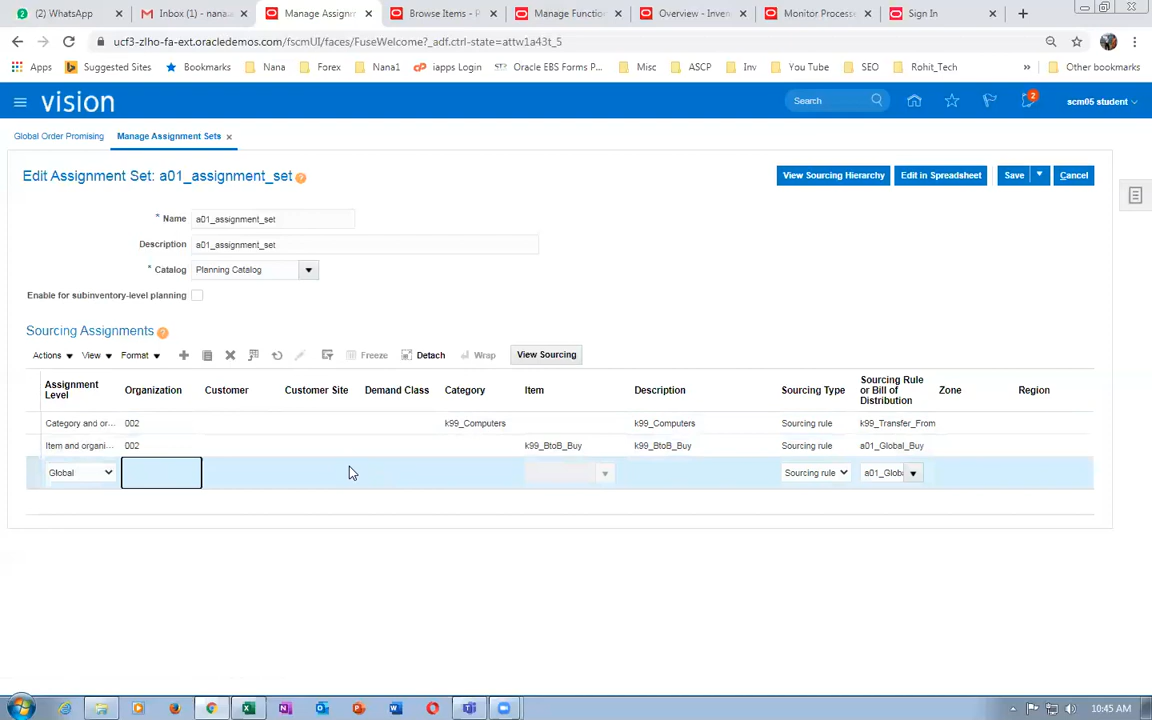 (2) WhatsApp
Inbox (1) - nana
Manage Assignm
Browse Items - P
Manage Functio
Overview - Inven
Monitor Processe
Sign In
ucf3-zlho-fa-ext.oracledemos.com/fscmUI/faces/FuseWelcome?_adf.ctrl-state=attw1a43t_5
Apps Suggested Sites Bookmarks Nana Forex Nana1 iapps Login Oracle EBS Forms P... Misc ASCP Inv You Tube SEO Rohit_Tech » Other bookmarks
vision Search 2 scm05 student
Global Order Promising Manage Assignment Sets
Edit Assignment Set: a01_assignment_set
View Sourcing Hierarchy Edit in Spreadsheet Save Cancel
* Name a01_assignment_set
Description a01_assignment_set
* Catalog Planning Catalog
Enable for subinventory-level planning
Sourcing Assignments
Actions View Format Freeze Detach Wrap View Sourcing
Assignment Level Organization Customer Customer Site Demand Class Category Item Description Sourcing Type Sourcing Rule or Bill of Distribution Zone Region
Category and or... 002 k99_Computers k99_Computers Sourcing rule k99_Transfer_From
Item and organi... 002 k99_BtoB_Buy k99_BtoB_Buy Sourcing rule a01_Global_Buy
Global Sourcing rule a01_Globa
10:45 AM